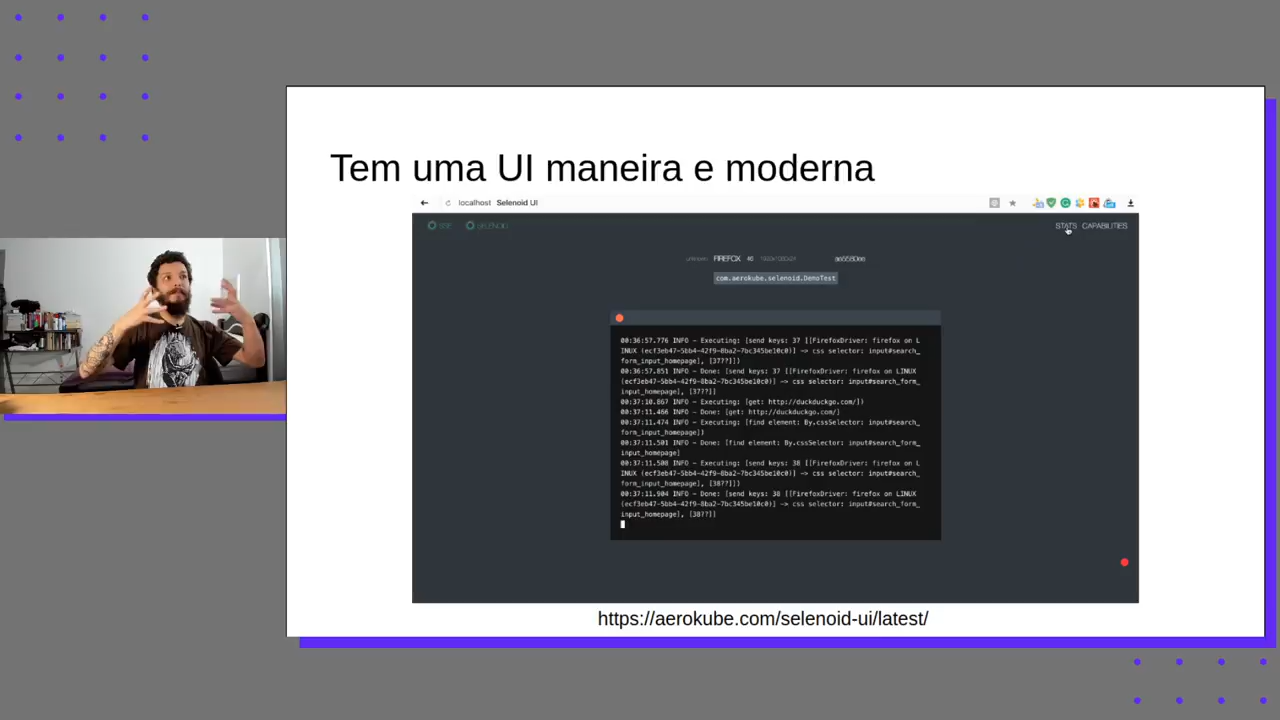 Tem uma UI maneira e moderna
localhost Selenoid UI
SSE SELENOID
STATS CAPABILITIES
unknown FIREFOX 46 1920x1080x24
com.aerokube.selenoid.DemoTest
00:36:57.776 INFO - Executing: [send keys: 37 [[FirefoxDriver: firefox on L
INUX (ecf3eb47-5bb4-42f9-8ba2-7bc345be10c0)] -> css selector: input#search_
form_input_homepage], [37??]])
00:36:57.851 INFO - Done: [send keys: 37 [[FirefoxDriver: firefox on LINUX
(ecf3eb47-5bb4-42f9-8ba2-7bc345be10c0)] -> css selector: input#search_form_
input_homepage], [37??]]
00:37:10.867 INFO - Executing: [get: http://duckduckgo.com/])
00:37:11.466 INFO - Done: [get: http://duckduckgo.com/]
00:37:11.474 INFO - Executing: [find element: By.cssSelector: input#search_
form_input_homepage])
00:37:11.501 INFO - Done: [find element: By.cssSelector: input#search_form_
input_homepage]
00:37:11.508 INFO - Executing: [send keys: 38 [[FirefoxDriver: firefox on L
INUX (ecf3eb47-5bb4-42f9-8ba2-7bc345be10c0)] -> css selector: input#search_
form_input_homepage], [38??]])
00:37:11.904 INFO - Done: [send keys: 38 [[FirefoxDriver: firefox on LINUX
(ecf3eb47-5bb4-42f9-8ba2-7bc345be10c0)] -> css selector: input#search_form_
input_homepage], [38??]]
https://aerokube.com/selenoid-ui/latest/